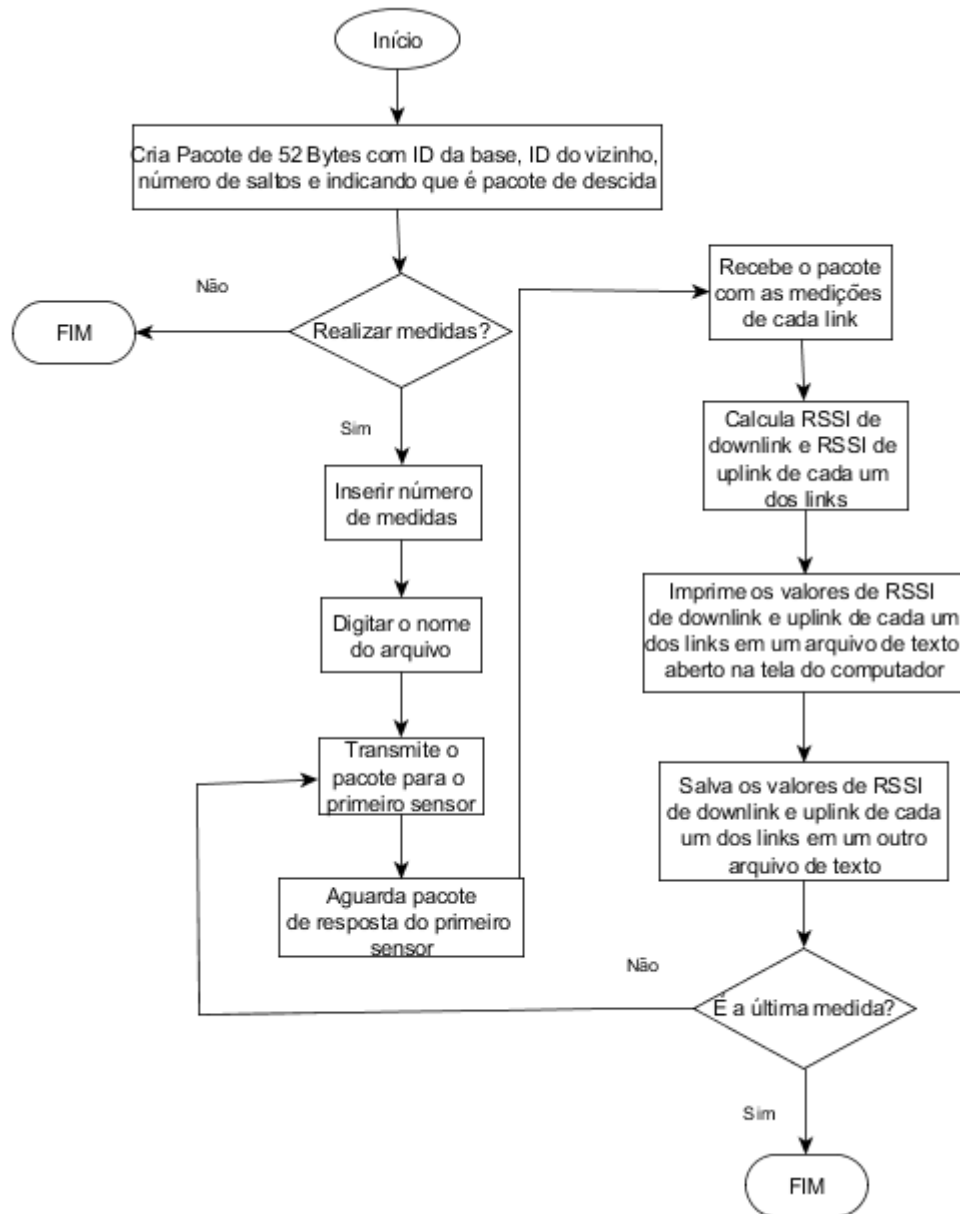 Início
Cria Pacote de 52 Bytes com ID da base, ID do vizinho,
número de saltos e indicando que é pacote de descida
Não
FIM
Realizar medidas?
Sim
Inserir número
de medidas
Digitar o nome
do arquivo
Transmite o
pacote para o
primeiro sensor
Aguarda pacote
de resposta do primeiro
sensor
Recebe o pacote
com as medições
de cada link
Calcula RSSI de
downlink e RSSI de
uplink de cada um
dos links
Imprime os valores de RSSI
de downlink e uplink de cada um
dos links em um arquivo de texto
aberto na tela do computador
Salva os valores de RSSI
de downlink e uplink de cada
um dos links em um outro
arquivo de texto
Não
É a última medida?
Sim
FIM